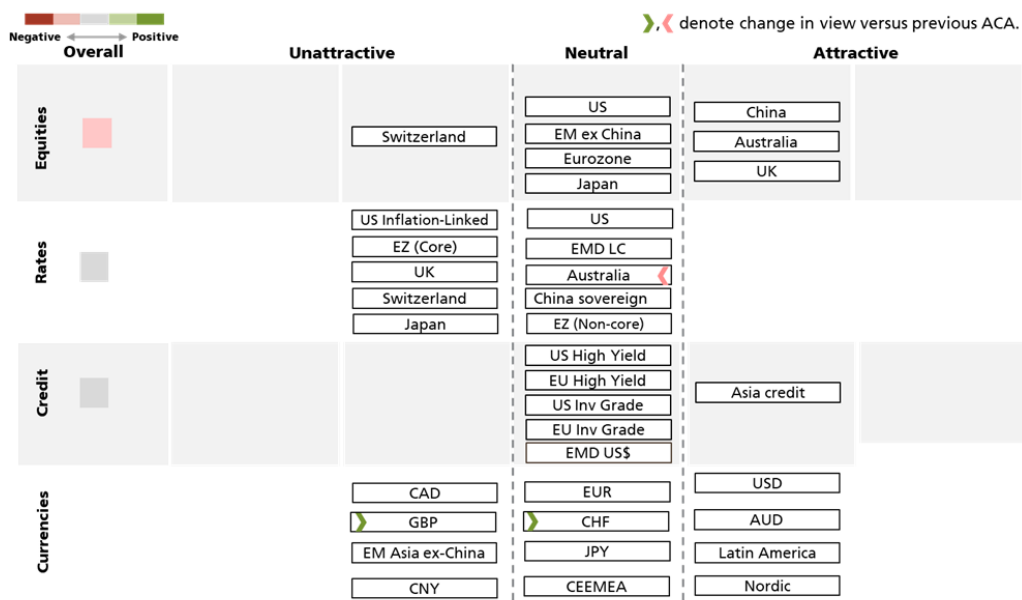 ❯,❮ denote change in view versus previous ACA.
Negative Positive
Overall Unattractive Neutral Attractive
Equities
Switzerland
US
EM ex China
Eurozone
Japan
China
Australia
UK
Rates
US Inflation-Linked
EZ (Core)
UK
Switzerland
Japan
US
EMD LC
Australia ❮
China sovereign
EZ (Non-core)
Credit
US High Yield
EU High Yield
US Inv Grade
EU Inv Grade
EMD US$
Asia credit
Currencies
CAD
❯ GBP
EM Asia ex-China
CNY
EUR
❯ CHF
JPY
CEEMEA
USD
AUD
Latin America
Nordic